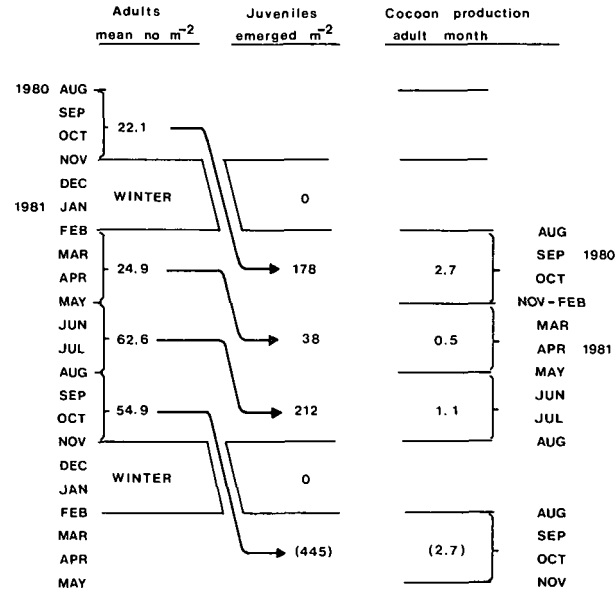 Adults Juveniles Cocoon production
mean no m⁻² emerged m⁻² adult month
1980 AUG
SEP
OCT 22.1
NOV
DEC WINTER 0
1981 JAN
FEB AUG
MAR SEP 1980
APR 24.9 178 2.7 OCT
MAY NOV-FEB
JUN MAR
JUL 62.6 38 0.5 APR 1981
AUG MAY
SEP JUN
OCT 54.9 212 1.1 JUL
NOV AUG
DEC WINTER 0
JAN
FEB AUG
MAR SEP
APR (445) (2.7) OCT
MAY NOV